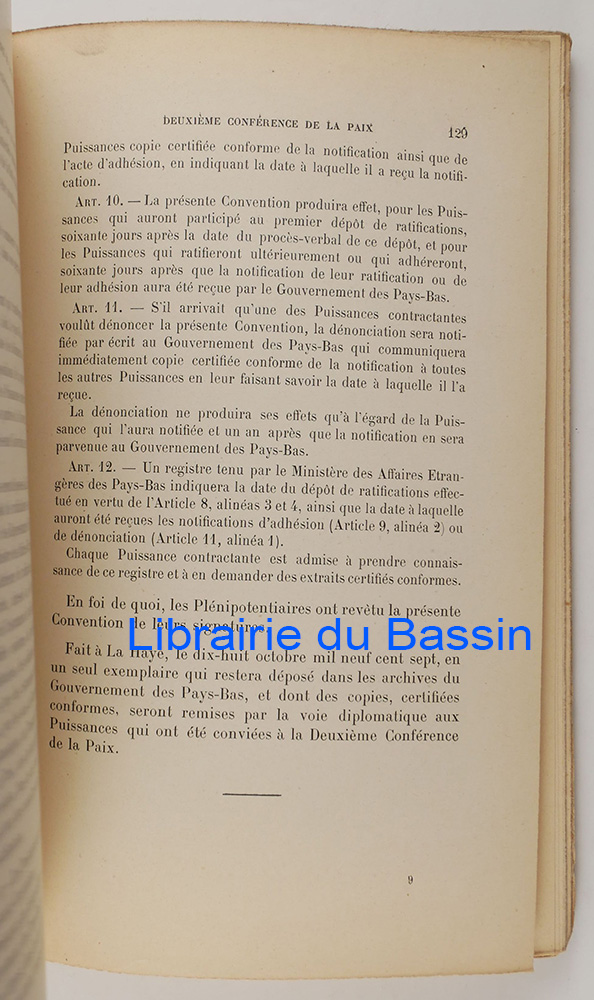 DEUXIÈME CONFÉRENCE DE LA PAIX 129
Puissances copie certifiée conforme de la notification ainsi que de
l'acte d'adhésion, en indiquant la date à laquelle il a reçu la notifi-
cation.
ART. 10. — La présente Convention produira effet, pour les Puis-
sances qui auront participé au premier dépôt de ratifications,
soixante jours après la date du procès-verbal de ce dépôt, et pour
les Puissances qui ratifieront ultérieurement ou qui adhéreront,
soixante jours après que la notification de leur ratification ou de
leur adhésion aura été reçue par le Gouvernement des Pays-Bas.
ART. 11. — S'il arrivait qu'une des Puissances contractantes
voulût dénoncer la présente Convention, la dénonciation sera noti-
fiée par écrit au Gouvernement des Pays-Bas qui communiquera
immédiatement copie certifiée conforme de la notification à toutes
les autres Puissances en leur faisant savoir la date à laquelle il l'a
reçue.
La dénonciation ne produira ses effets qu'à l'égard de la Puis-
sance qui l'aura notifiée et un an après que la notification en sera
parvenue au Gouvernement des Pays-Bas.
ART. 12. — Un registre tenu par le Ministère des Affaires Etran-
gères des Pays-Bas indiquera la date du dépôt de ratifications effec-
tué en vertu de l'Article 8, alinéas 3 et 4, ainsi que la date à laquelle
auront été reçues les notifications d'adhésion (Article 9, alinéa 2) ou
de dénonciation (Article 11, alinéa 1).
Chaque Puissance contractante est admise à prendre connais-
sance de ce registre et à en demander des extraits certifiés conformes.
En foi de quoi, les Plénipotentiaires ont revêtu la présente
Convention de leurs signatures.
Librairie du Bassin
Fait à La Haye, le dix-huit octobre mil neuf cent sept, en
un seul exemplaire qui restera déposé dans les archives du
Gouvernement des Pays-Bas, et dont des copies, certifiées
conformes, seront remises par la voie diplomatique aux
Puissances qui ont été conviées à la Deuxième Conférence
de la Paix.
9